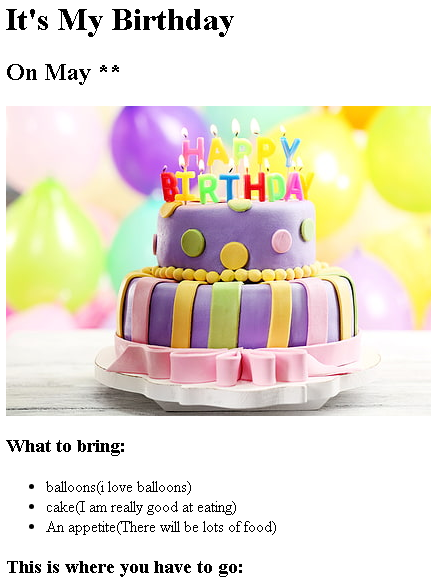 It's My Birthday
On May **
HAPPY
BIRTHDAY
What to bring:
balloons(i love balloons)
cake(I am really good at eating)
An appetite(There will be lots of food)
This is where you have to go: